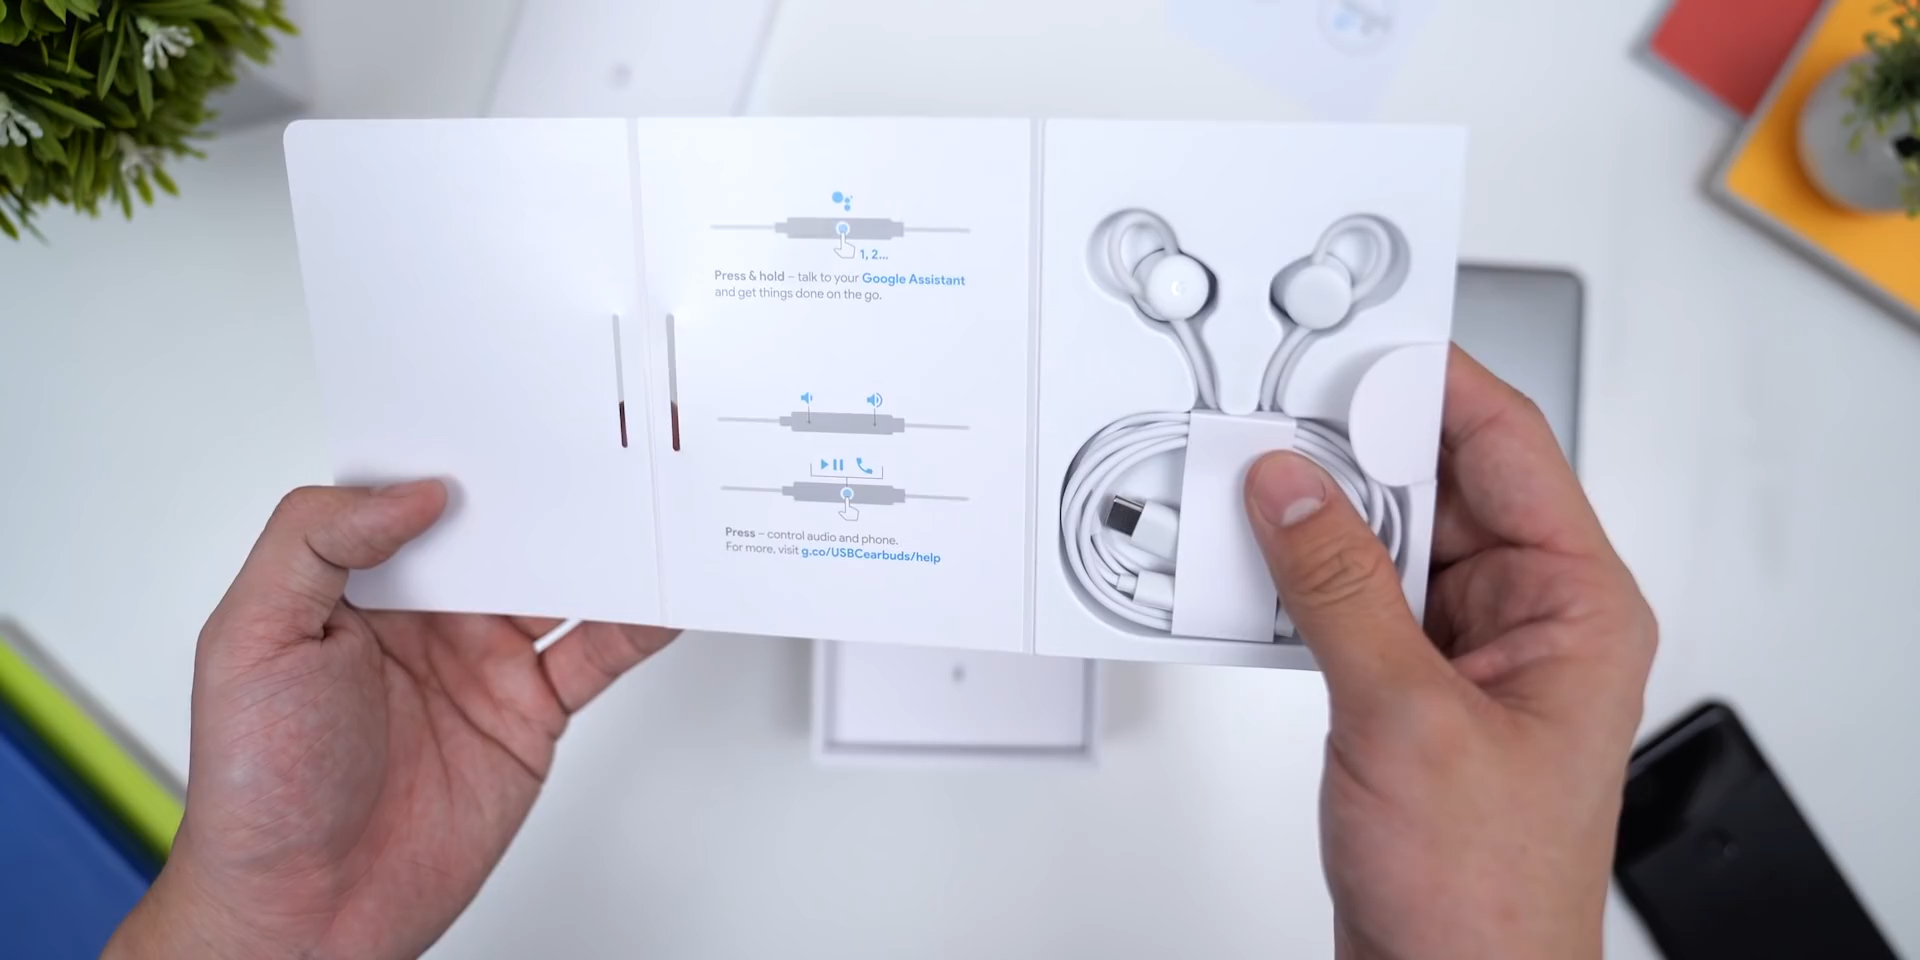 1, 2...
Press & hold – talk to your Google Assistant
and get things done on the go.
Press – control audio and phone.
For more, visit g.co/USBCearbuds/help